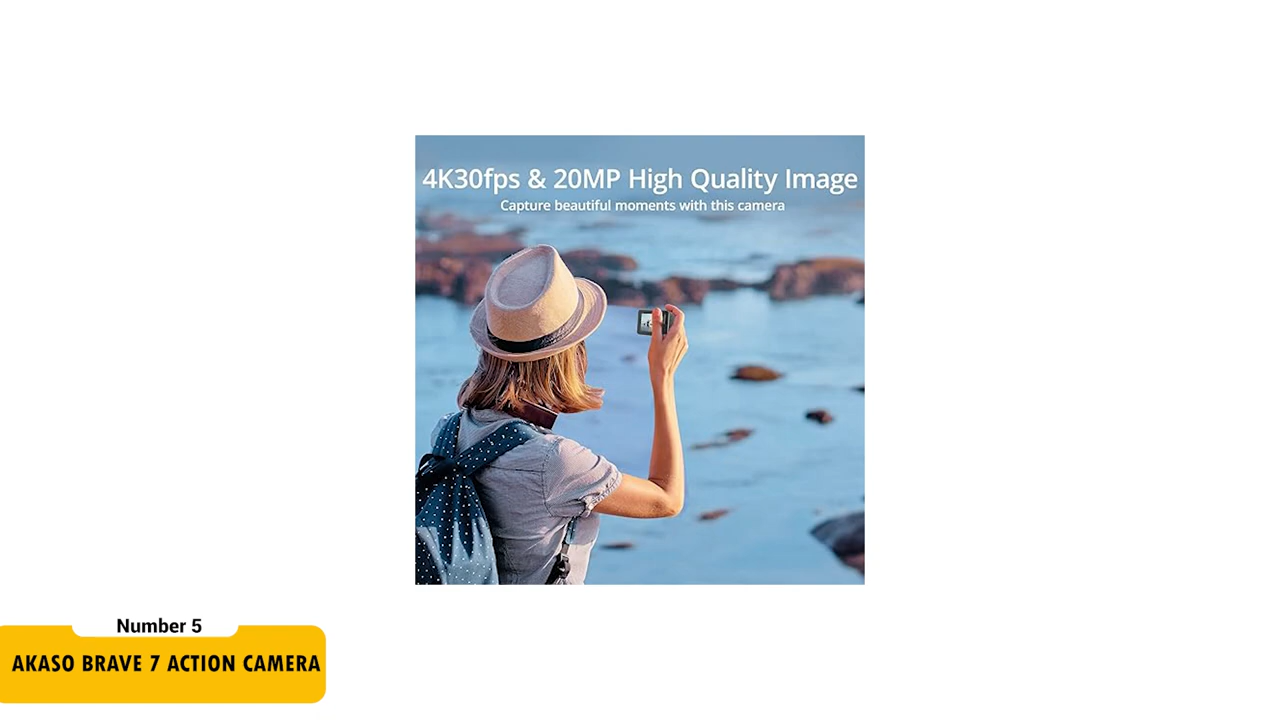 4K30fps & 20MP High Quality Image
Capture beautiful moments with this camera
Number 5
AKASO BRAVE 7 ACTION CAMERA